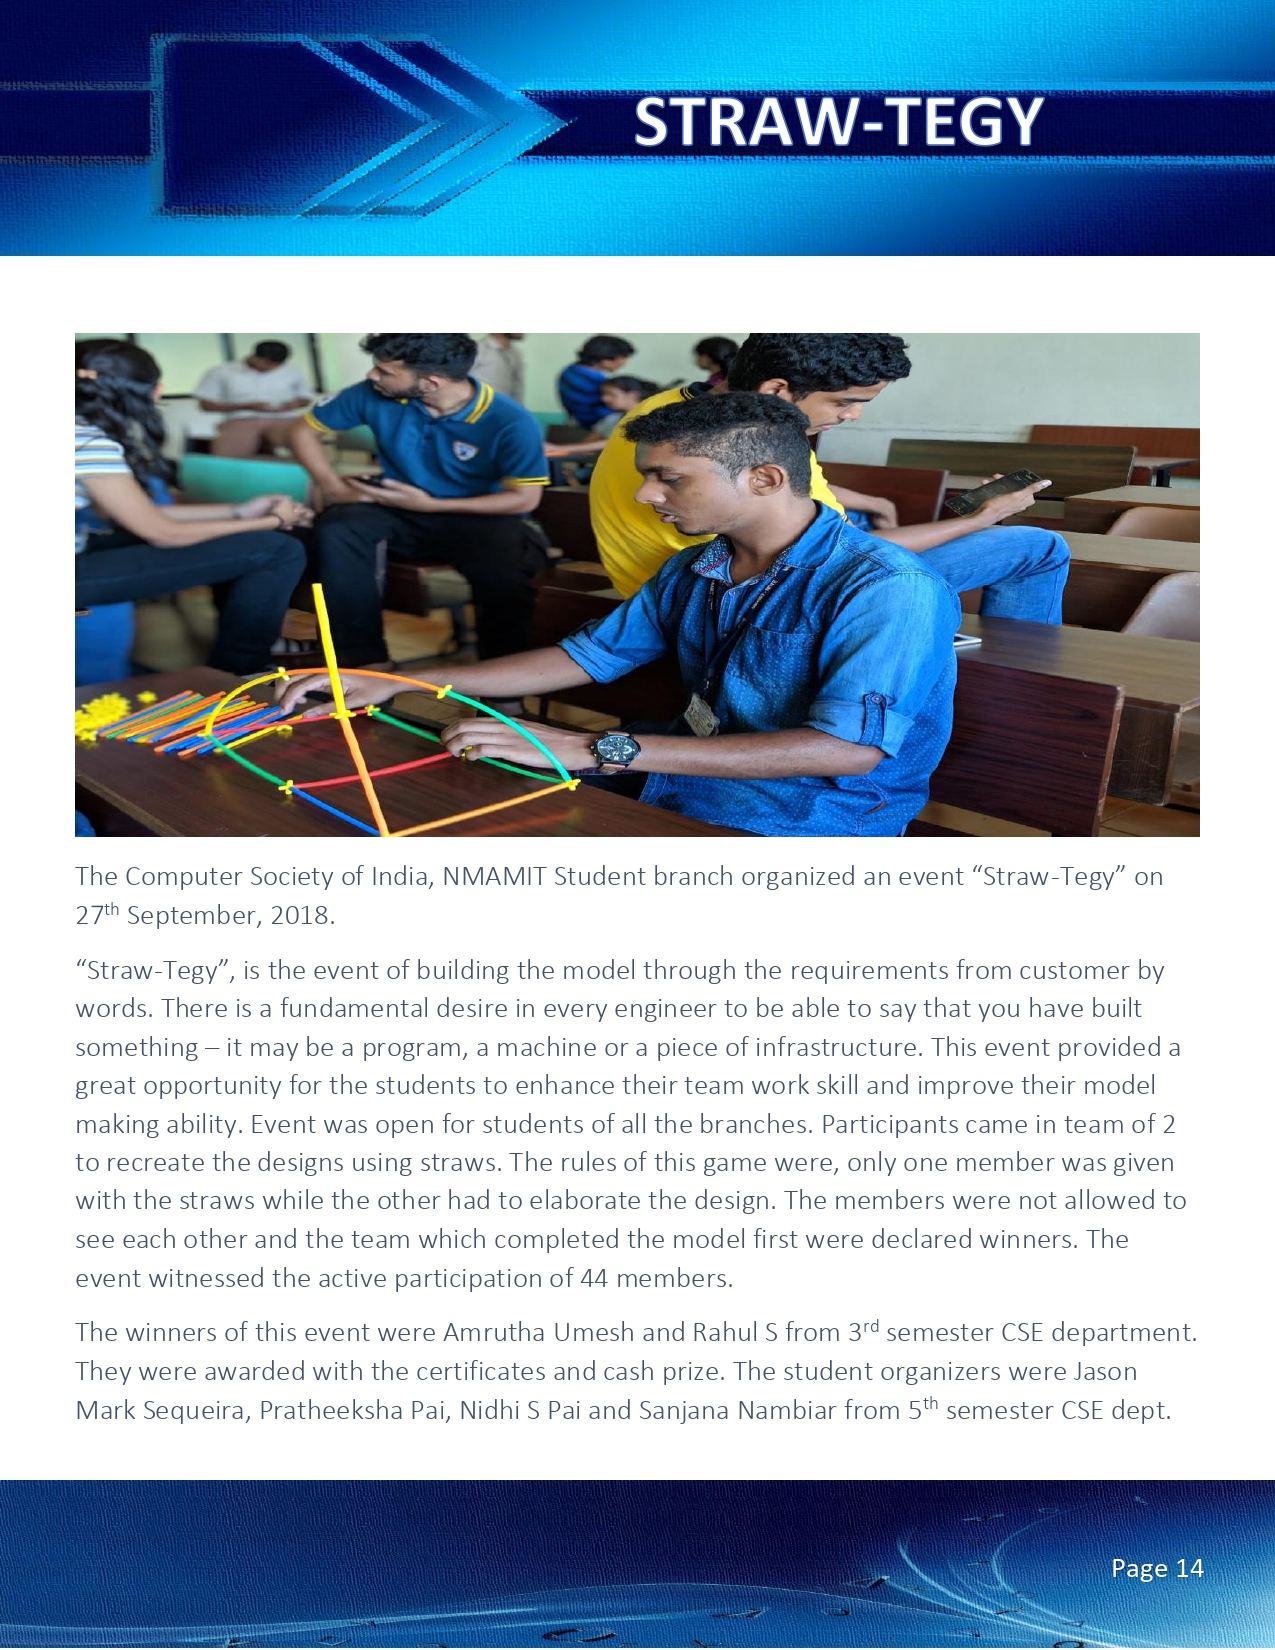 STRAW-TEGY
The Computer Society of India, NMAMIT Student branch organized an event “Straw-Tegy” on
27th September, 2018.
“Straw-Tegy”, is the event of building the model through the requirements from customer by
words. There is a fundamental desire in every engineer to be able to say that you have built
something – it may be a program, a machine or a piece of infrastructure. This event provided a
great opportunity for the students to enhance their team work skill and improve their model
making ability. Event was open for students of all the branches. Participants came in team of 2
to recreate the designs using straws. The rules of this game were, only one member was given
with the straws while the other had to elaborate the design. The members were not allowed to
see each other and the team which completed the model first were declared winners. The
event witnessed the active participation of 44 members.
The winners of this event were Amrutha Umesh and Rahul S from 3rd semester CSE department.
They were awarded with the certificates and cash prize. The student organizers were Jason
Mark Sequeira, Pratheeksha Pai, Nidhi S Pai and Sanjana Nambiar from 5th semester CSE dept.
Page 14